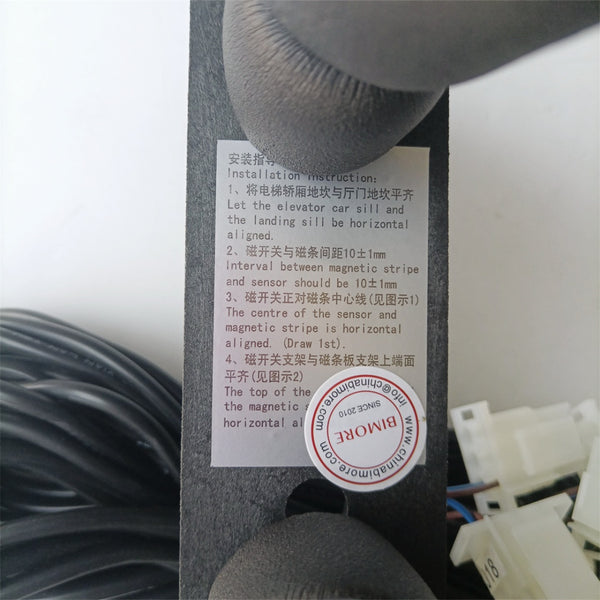 安装指导
Installation instruction:
1、将电梯轿厢地坎与厅门地坎平齐
Let the elevator car sill and
the landing sill be horizontal
aligned.
2、磁开关与磁条间距10±1mm
Interval between magnetic stripe
and sensor should be 10±1mm
3、磁开关正对磁条中心线(见图示1)
The centre of the sensor and
magnetic stripe is horizontal
aligned. (Draw 1st).
4、磁开关支架与磁条板支架上端面
平齐(见图示2)
The top of the
the magnetic s
horizontal al
www.chinabimore.com
info@chinabimore.com
BIMORE
SINCE 2010
18